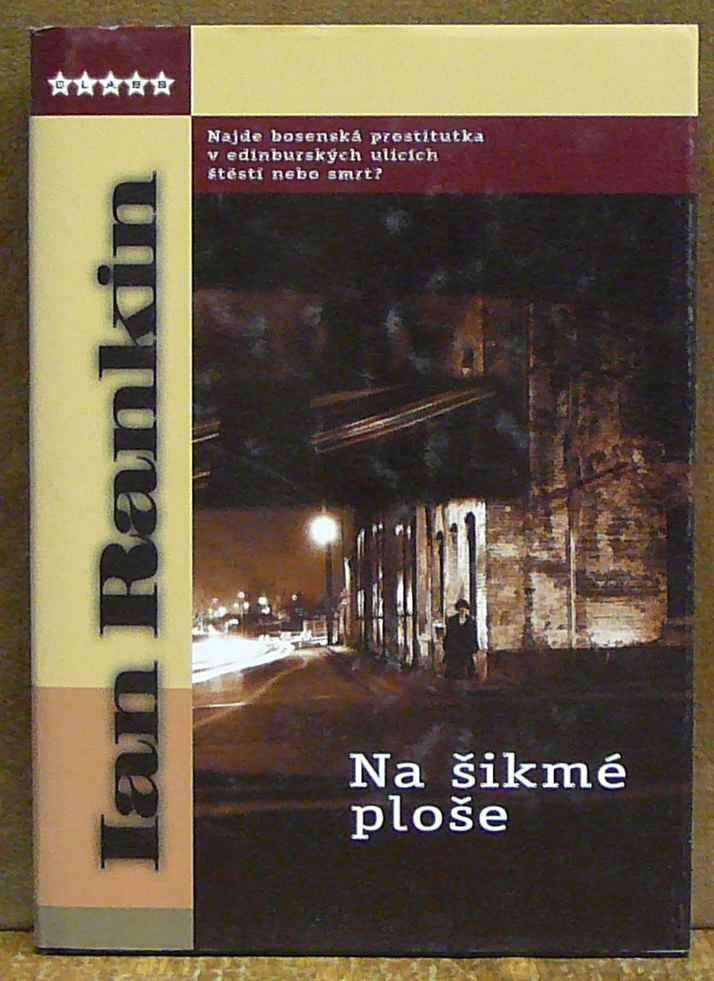 Najde bosenská prostitutka
v edinburských ulicích
štěstí nebo smrt?
Ian Rankin
Na šikmé
ploše